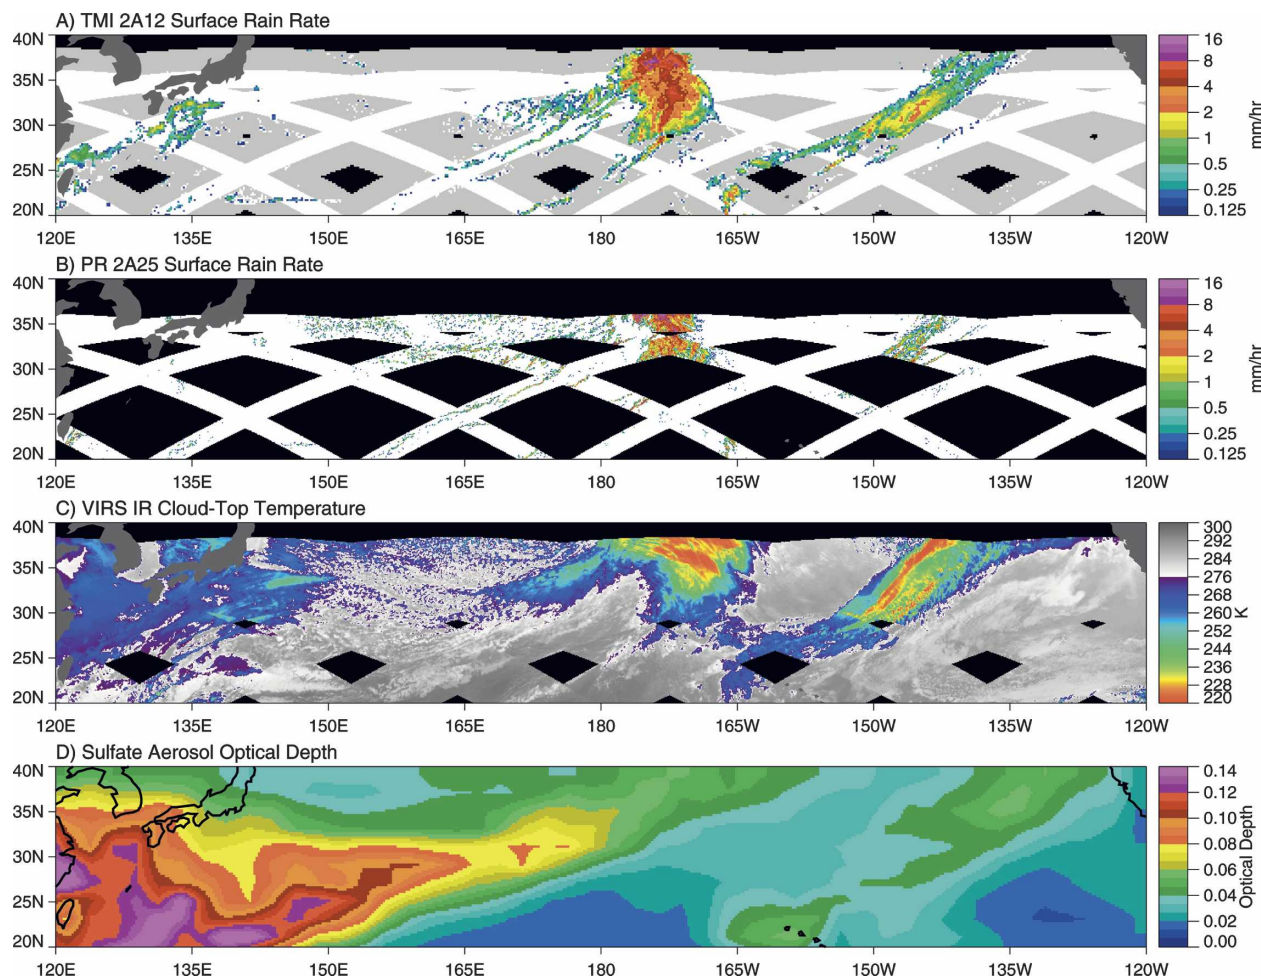 A) TMI 2A12 Surface Rain Rate
40N
35N
30N
25N
20N
120E 135E 150E 165E 180 165W 150W 135W 120W
16
8
4
2
1
0.5
0.25
0.125
mm/hr
B) PR 2A25 Surface Rain Rate
40N
35N
30N
25N
20N
120E 135E 150E 165E 180 165W 150W 135W 120W
16
8
4
2
1
0.5
0.25
0.125
mm/hr
C) VIRS IR Cloud-Top Temperature
40N
35N
30N
25N
20N
120E 135E 150E 165E 180 165W 150W 135W 120W
300
292
284
276
268
260
252
244
236
228
220
K
D) Sulfate Aerosol Optical Depth
40N
35N
30N
25N
20N
120E 135E 150E 165E 180 165W 150W 135W 120W
0.14
0.12
0.10
0.08
0.06
0.04
0.02
0.00
Optical Depth